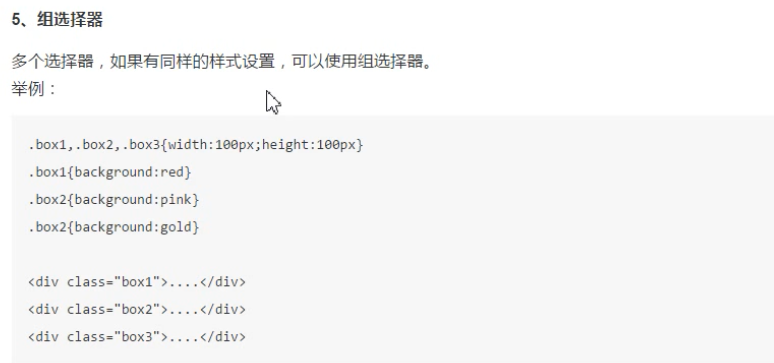 5、组选择器
多个选择器，如果有同样的样式设置，可以使用组选择器。
举例：
.box1,.box2,.box3{width:100px;height:100px}
.box1{background:red}
.box2{background:pink}
.box2{background:gold}
<div class="box1">....</div>
<div class="box2">....</div>
<div class="box3">....</div>